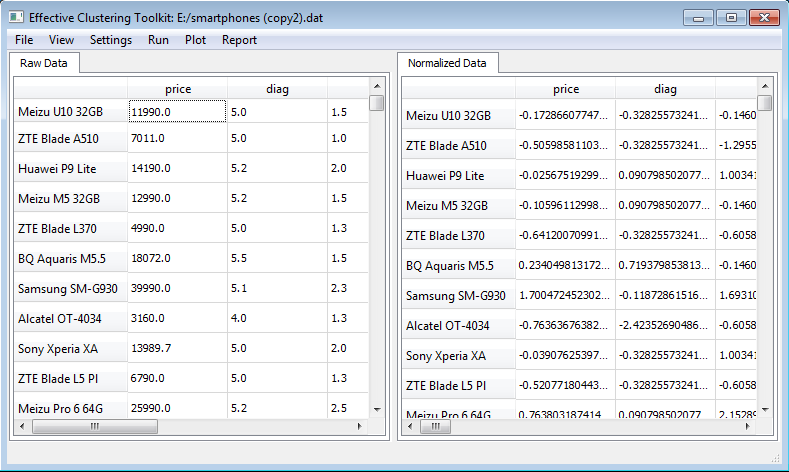 Effective Clustering Toolkit: E:/smartphones (copy2).dat
File View Settings Run Plot Report
Raw Data
price diag
Meizu U10 32GB 11990.0 5.0 1.5
ZTE Blade A510 7011.0 5.0 1.0
Huawei P9 Lite 14190.0 5.2 2.0
Meizu M5 32GB 12990.0 5.2 1.5
ZTE Blade L370 4990.0 5.0 1.3
BQ Aquaris M5.5 18072.0 5.5 1.5
Samsung SM-G930 39990.0 5.1 2.3
Alcatel OT-4034 3160.0 4.0 1.3
Sony Xperia XA 13989.7 5.0 2.0
ZTE Blade L5 PI 6790.0 5.0 1.3
Meizu Pro 6 64G 25990.0 5.2 2.5
Normalized Data
price diag
Meizu U10 32GB -0.17286607747... -0.32825573241... -0.1460
ZTE Blade A510 -0.50598581103... -0.32825573241... -1.2955
Huawei P9 Lite -0.02567519299... 0.090798502077... 1.00341
Meizu M5 32GB -0.10596112998... 0.090798502077... -0.1460
ZTE Blade L370 -0.64120070991... -0.32825573241... -0.6058
BQ Aquaris M5.5 0.234049813172... 0.719379853813... -0.1460
Samsung SM-G930 1.700472452302... -0.11872861516... 1.69310
Alcatel OT-4034 -0.76363676382... -2.42352690486... -0.6058
Sony Xperia XA -0.03907625397... -0.32825573241... 1.00341
ZTE Blade L5 PI -0.52077180443... -0.32825573241... -0.6058
Meizu Pro 6 64G 0.763803187414 0.090798502077 2.15289